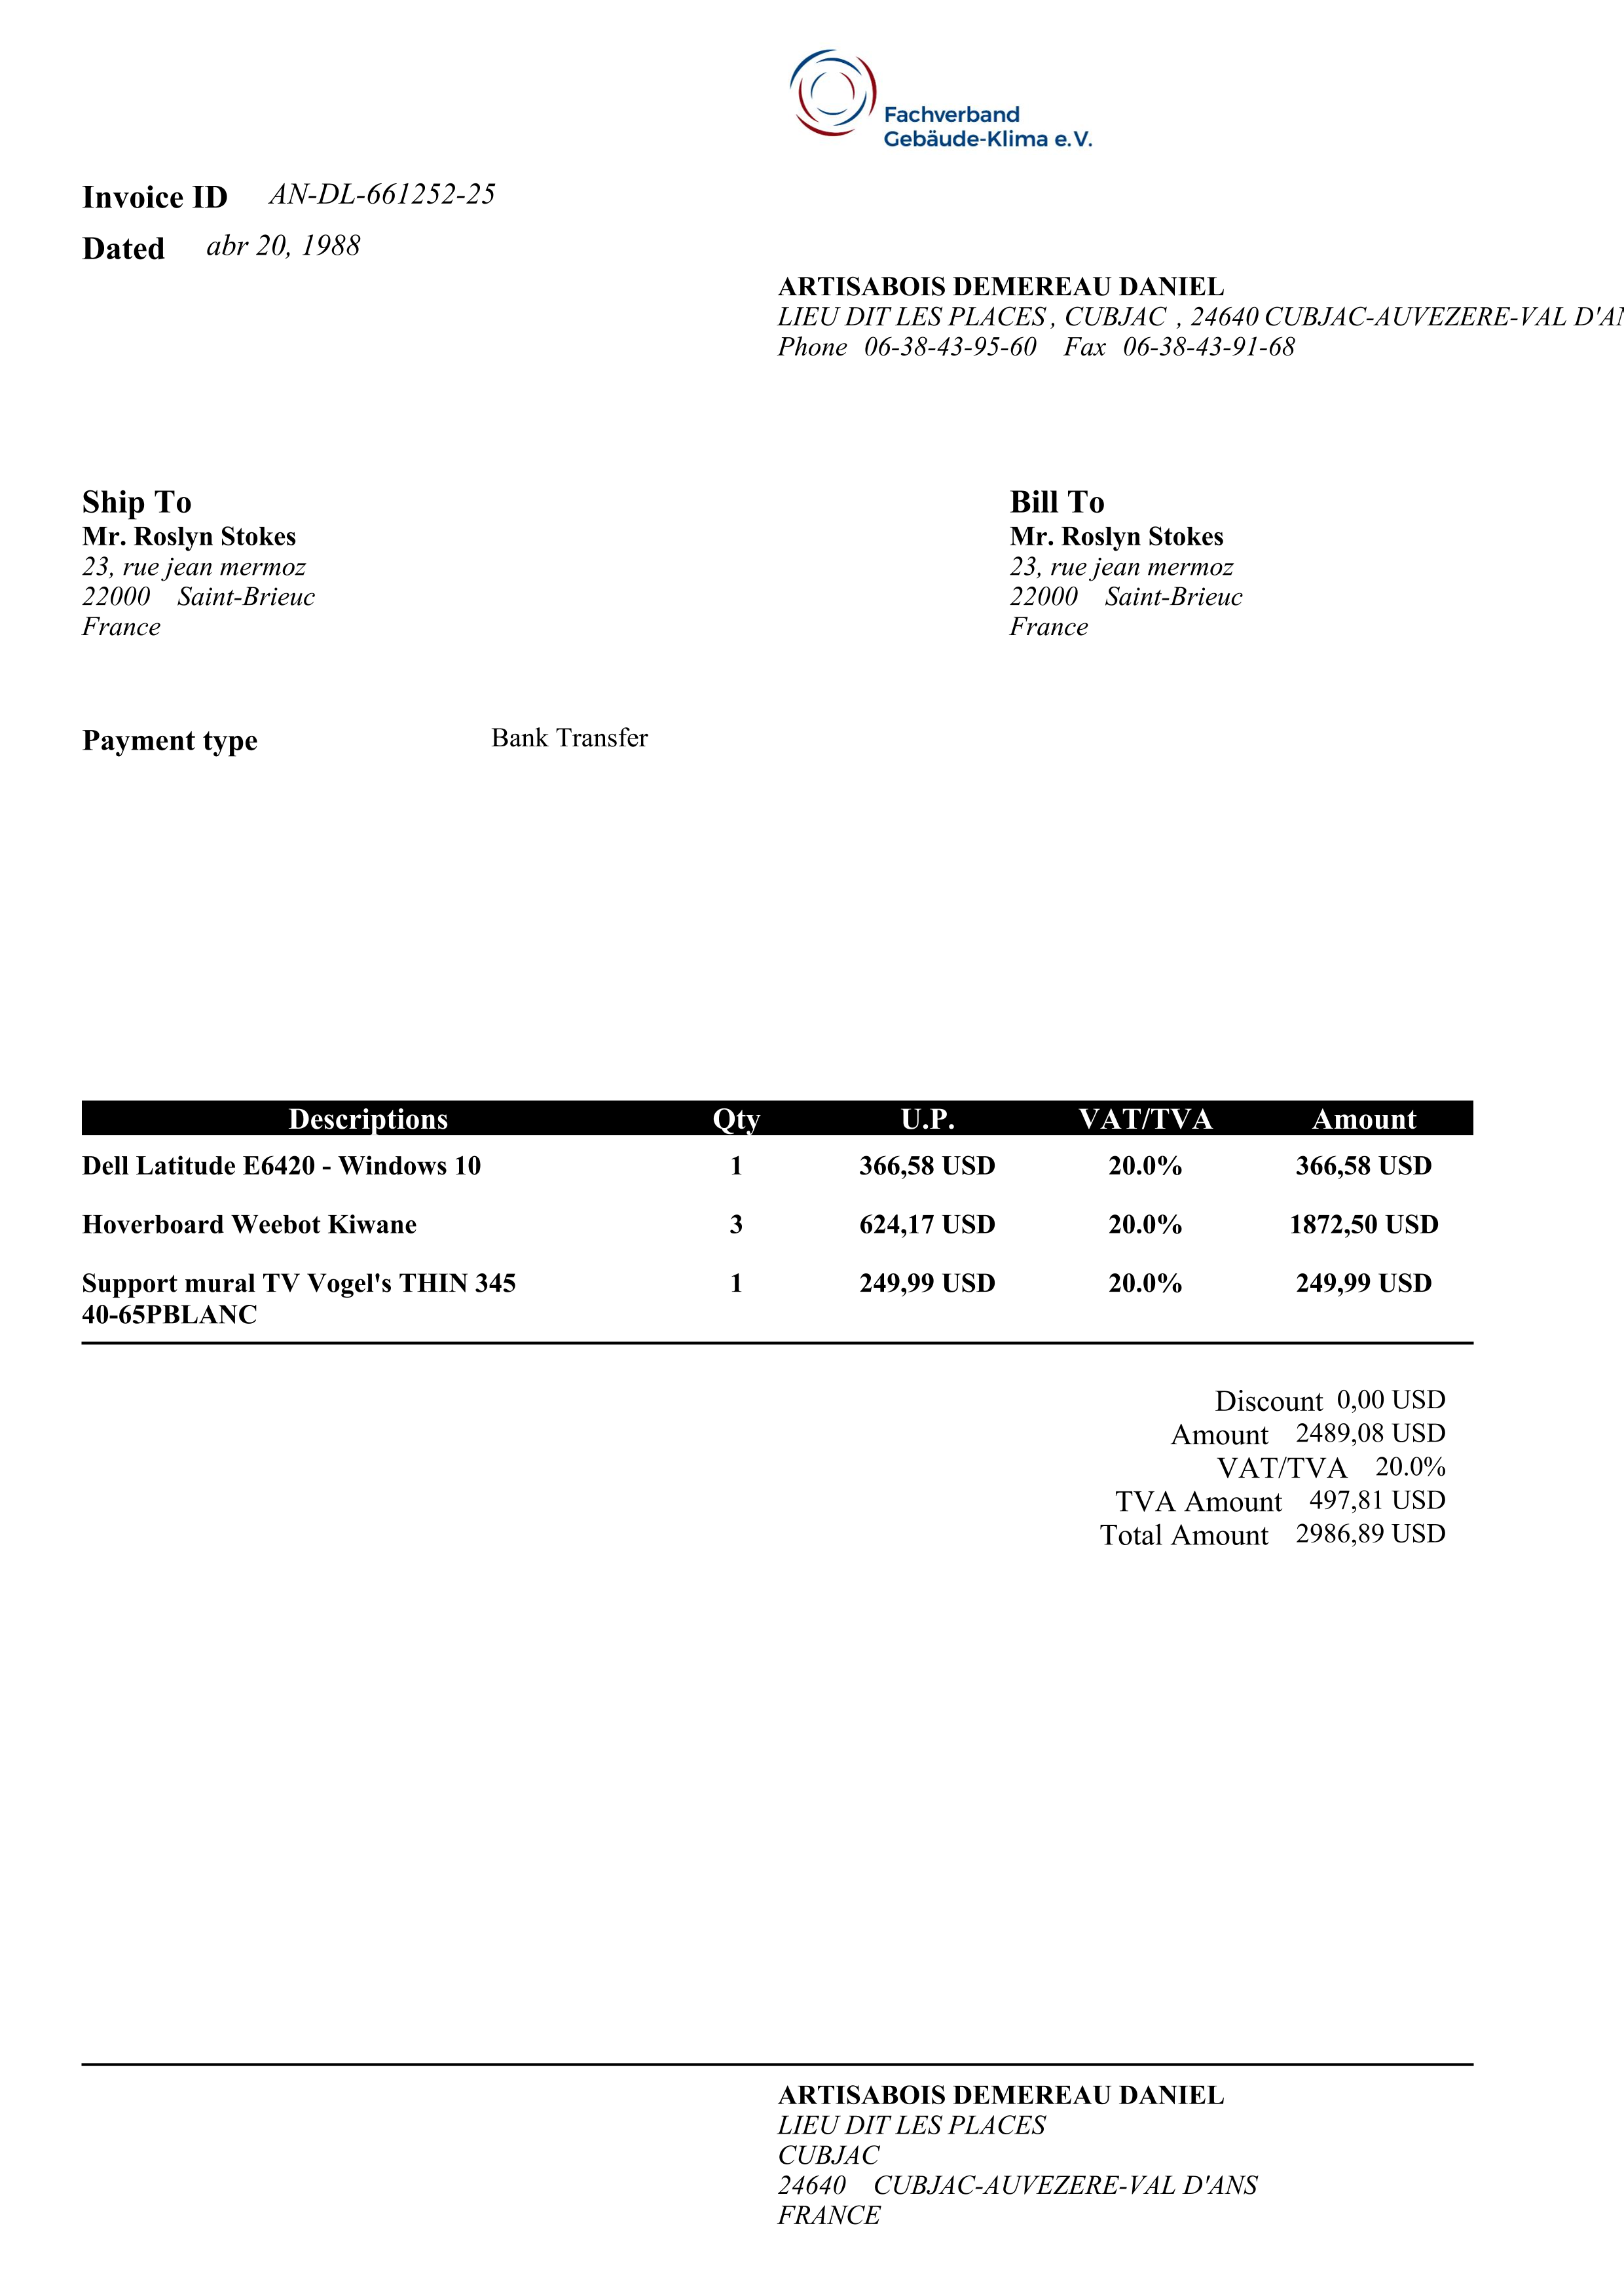 Fachverband
Gebäude-Klima e.V.
Invoice ID AN-DL-661252-25
Dated abr 20, 1988
ARTISABOIS DEMEREAU DANIEL
LIEU DIT LES PLACES , CUBJAC , 24640 CUBJAC-AUVEZERE-VAL
Phone 06-38-43-95-60 Fax 06-38-43-91-68
Ship To
Mr. Roslyn Stokes
23, rue jean mermoz
22000 Saint-Brieuc
France
Bill To
Mr. Roslyn Stokes
23, rue jean mermoz
22000 Saint-Brieuc
France
Payment type Bank Transfer
Descriptions Qty U.P. VAT/TVA Amount
Dell Latitude E6420 - Windows 10 1 366,58 USD 20.0% 366,58 USD
Hoverboard Weebot Kiwane 3 624,17 USD 20.0% 1872,50 USD
Support mural TV Vogel's THIN 345 1 249,99 USD 20.0% 249,99 USD
40-65PBLANC
Discount 0,00 USD
Amount 2489,08 USD
VAT/TVA 20.0%
TVA Amount 497,81 USD
Total Amount 2986,89 USD
ARTISABOIS DEMEREAU DANIEL
LIEU DIT LES PLACES
CUBJAC
24640 CUBJAC-AUVEZERE-VAL D'ANS
FRANCE